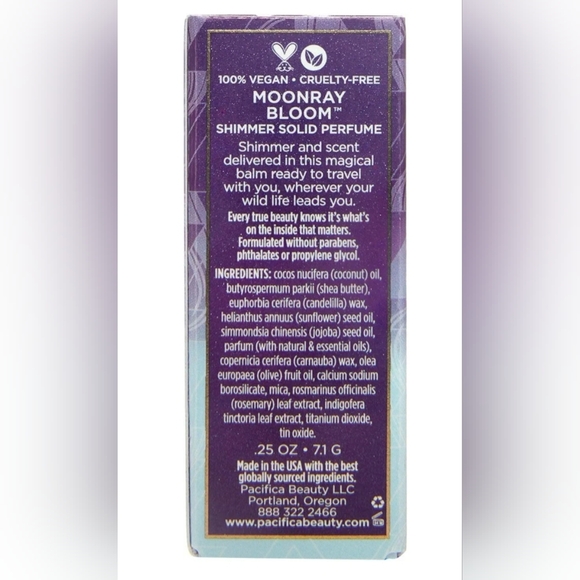 100% VEGAN • CRUELTY-FREE
MOONRAY
BLOOM™
SHIMMER SOLID PERFUME
Shimmer and scent
delivered in this magical
balm ready to travel
with you, wherever your
wild life leads you.
Every true beauty knows it's what's
on the inside that matters.
Formulated without parabens,
phthalates or propylene glycol.
INGREDIENTS: cocos nucifera (coconut) oil,
butyrospermum parkii (shea butter),
euphorbia cerifera (candelilla) wax,
helianthus annuus (sunflower) seed oil,
simmondsia chinensis (jojoba) seed oil,
parfum (with natural & essential oils),
copernicia cerifera (carnauba) wax, olea
europaea (olive) fruit oil, calcium sodium
borosilicate, mica, rosmarinus officinalis
(rosemary) leaf extract, indigofera
tinctoria leaf extract, titanium dioxide,
tin oxide.
.25 OZ • 7.1 G
Made in the USA with the best
globally sourced ingredients.
Pacifica Beauty LLC
Portland, Oregon
888 322 2466
www.pacificabeauty.com